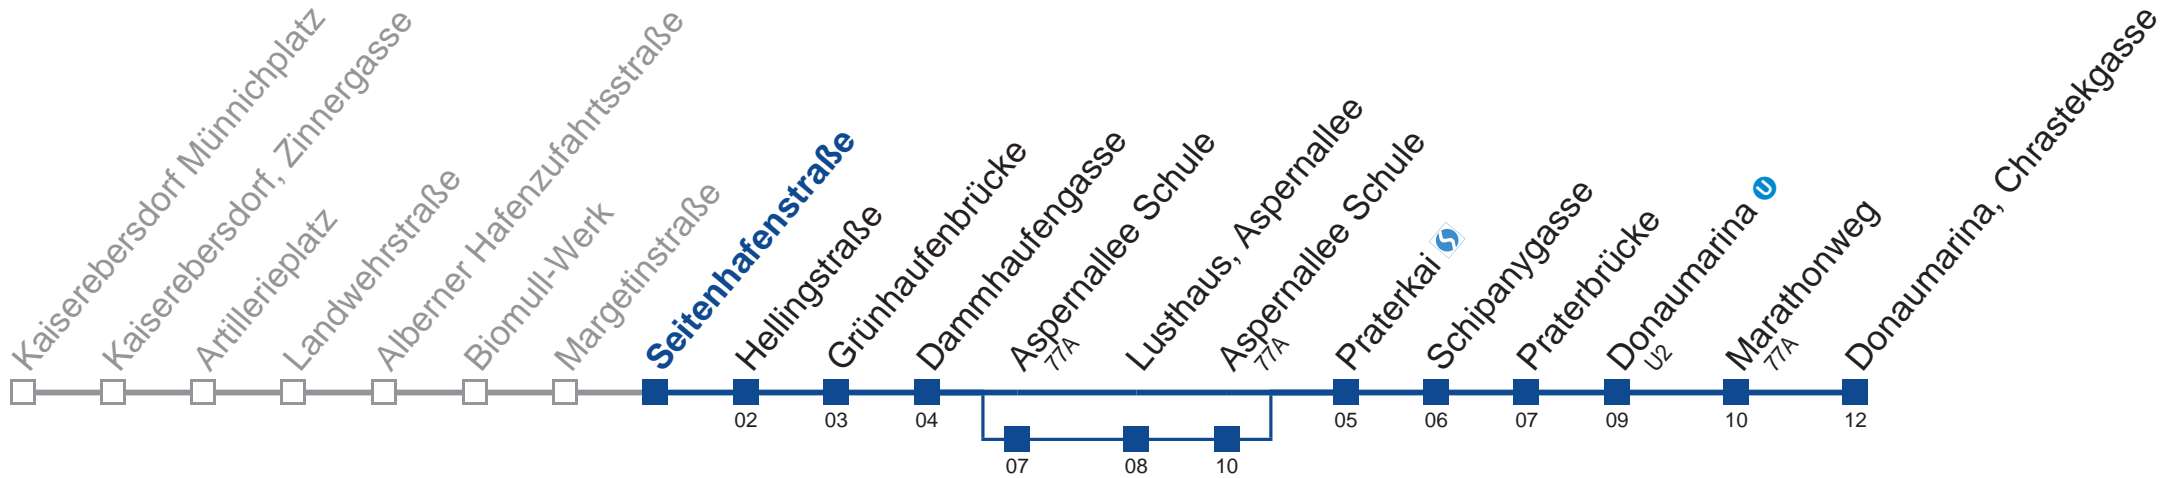 Kaiserebersdorf Münnichplatz
Kaiserebersdorf, Zinnergasse
Artillerieplatz
Landwehrstraße
Alberner Hafenzufahrtsstraße
Biomull-Werk
Margetinstraße
Seitenhafenstraße
Hellingstraße
Grünhaufenbrücke
Dammhaufengasse
Aspernallee Schule
77A
Lusthaus, Aspernallee
Aspernallee Schule
77A
Praterkai S
Schipanygasse
Praterbrücke
Donaumarina U
U2
Marathonweg
77A
Donaumarina, Chrastekgasse
02 03 04 05 06 07 09 10 12
07 08 10